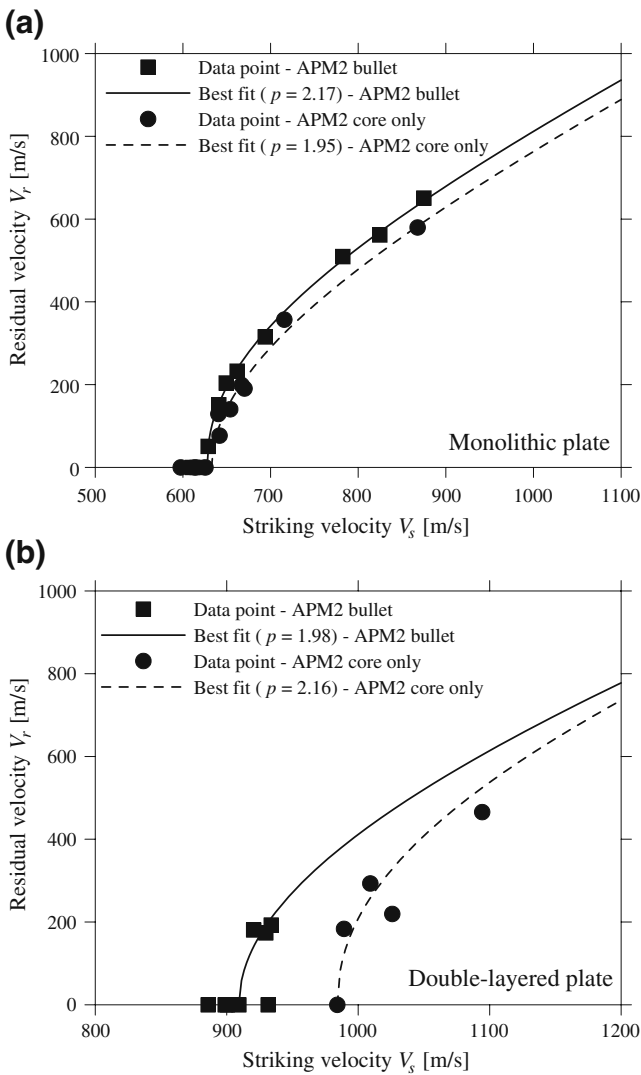 (a)
1000
800
600
400
200
0
Residual velocity Vr [m/s]
Data point - APM2 bullet
Best fit ( p = 2.17) - APM2 bullet
Data point - APM2 core only
Best fit ( p = 1.95) - APM2 core only
Monolithic plate
500 600 700 800 900 1000 1100
Striking velocity Vs [m/s]
(b)
1000
800
600
400
200
0
Residual velocity Vr [m/s]
Data point - APM2 bullet
Best fit ( p = 1.98) - APM2 bullet
Data point - APM2 core only
Best fit ( p = 2.16) - APM2 core only
Double-layered plate
800 900 1000 1100 1200
Striking velocity Vs [m/s]